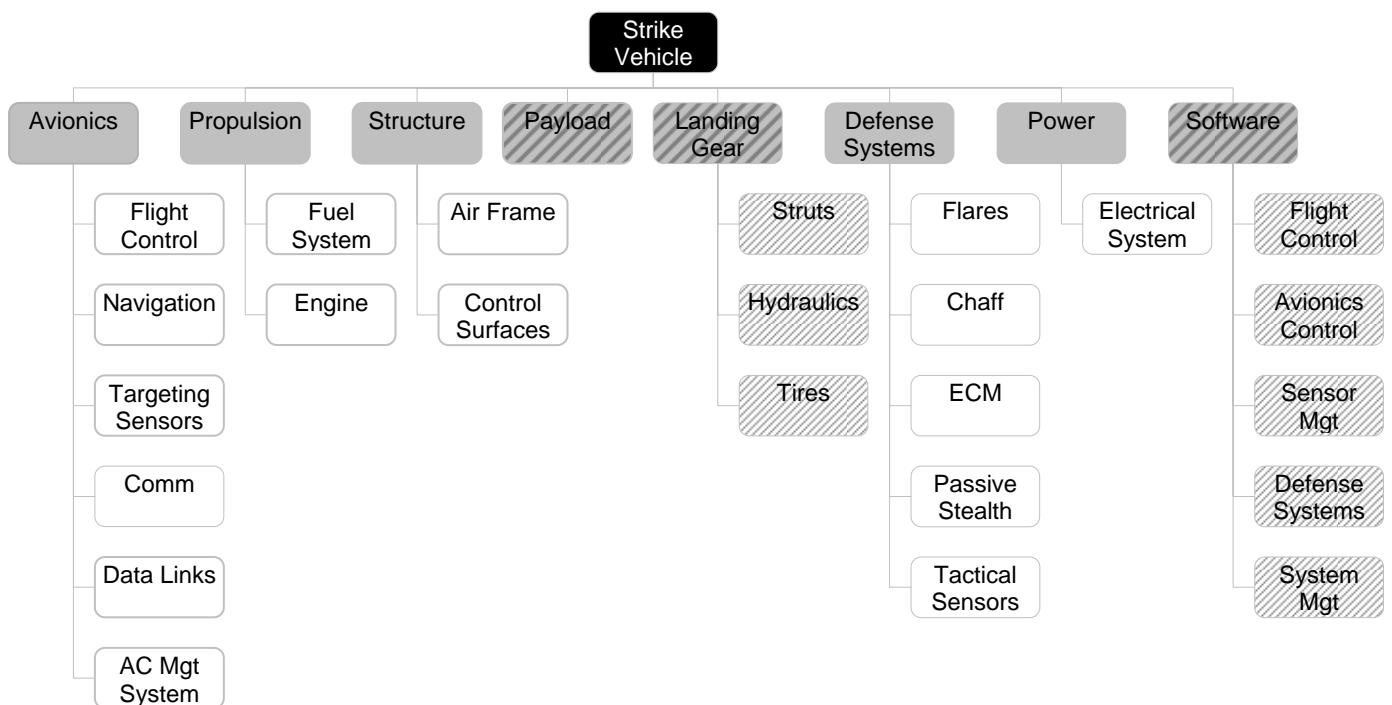 Strike
Vehicle
Avionics
Propulsion
Structure
Payload
Landing
Gear
Defense
Systems
Power
Software
Flight
Control
Navigation
Targeting
Sensors
Comm
Data Links
AC Mgt
System
Fuel
System
Engine
Air Frame
Control
Surfaces
Struts
Hydraulics
Tires
Flares
Chaff
ECM
Passive
Stealth
Tactical
Sensors
Electrical
System
Flight
Control
Avionics
Control
Sensor
Mgt
Defense
Systems
System
Mgt